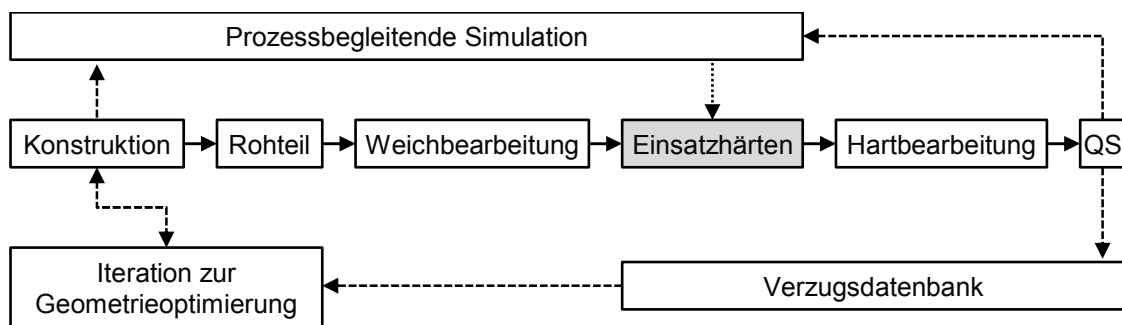 Prozessbegleitende Simulation
Konstruktion
Rohteil
Weichbearbeitung
Einsatzhärten
Hartbearbeitung
QS
Iteration zur
Geometrieoptimierung
Verzugsdatenbank